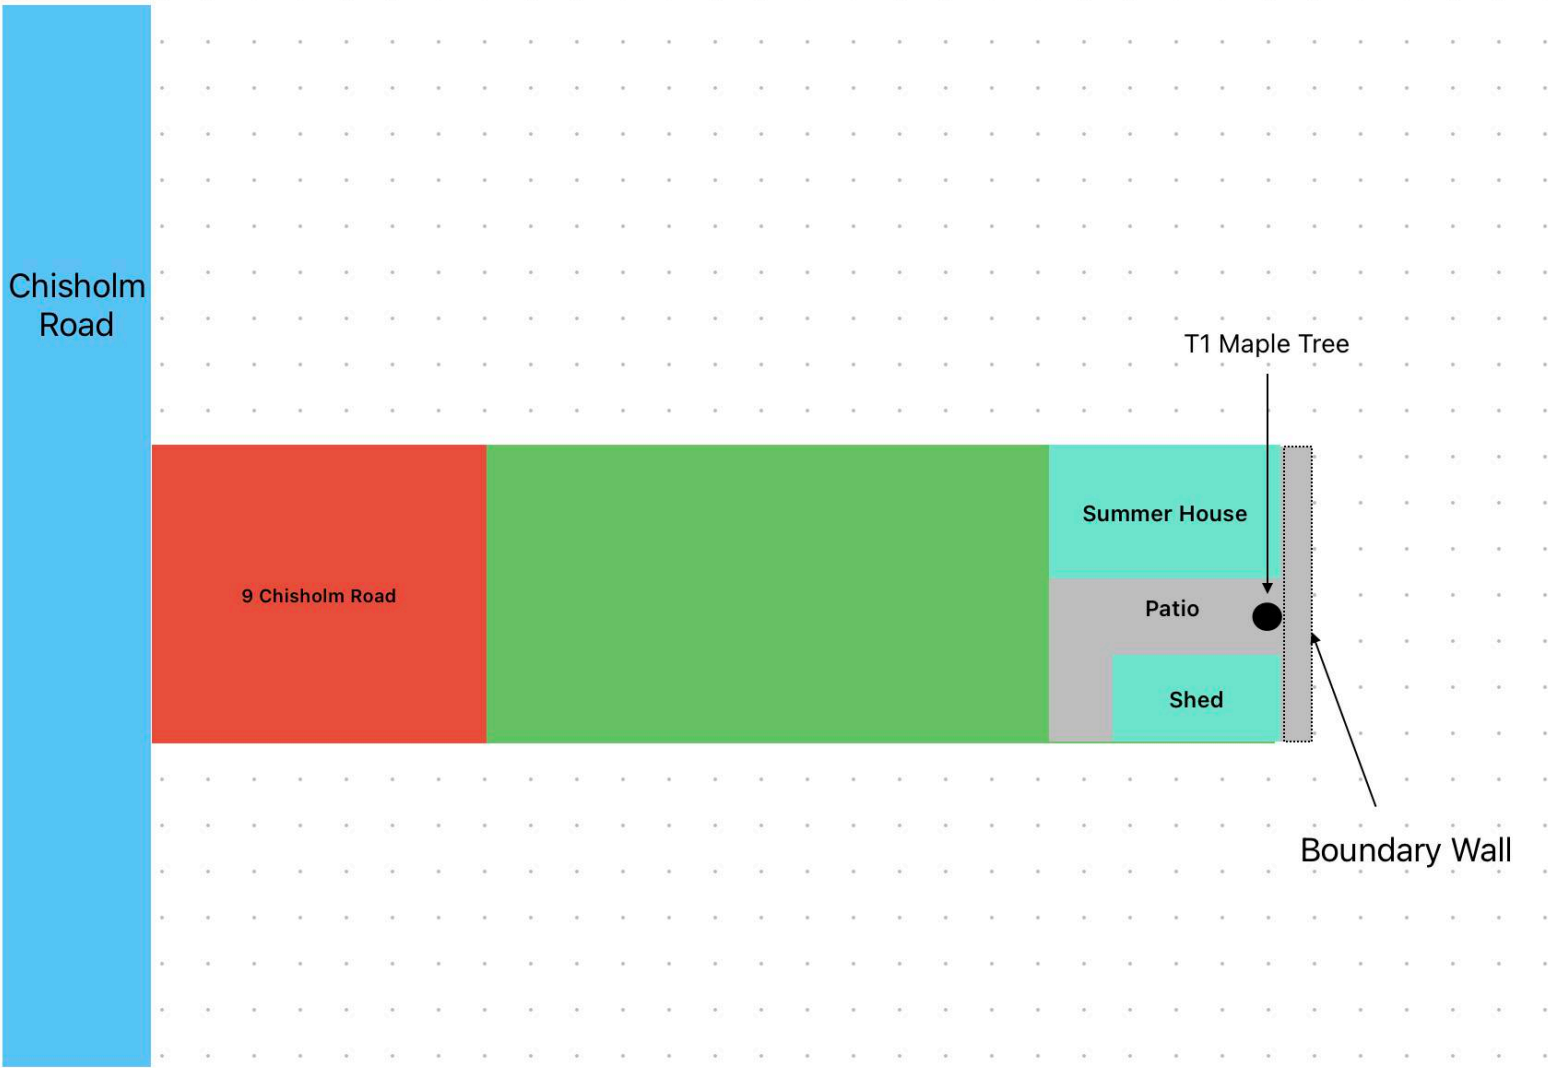 Chisholm
Road
T1 Maple Tree
Summer House
9 Chisholm Road
Patio
Shed
Boundary Wall